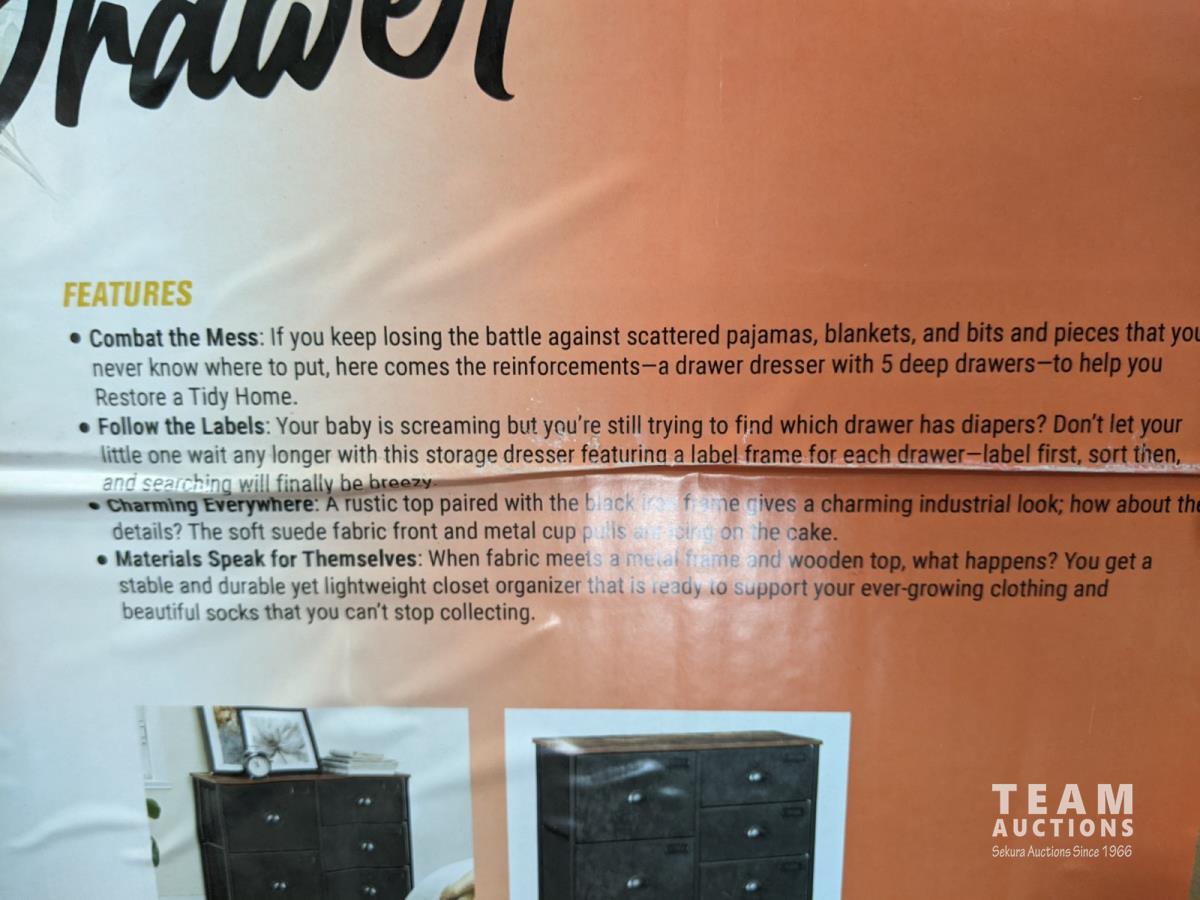 Drawer
FEATURES
• Combat the Mess: If you keep losing the battle against scattered pajamas, blankets, and bits and pieces that you
never know where to put, here comes the reinforcements—a drawer dresser with 5 deep drawers—to help you
Restore a Tidy Home.
• Follow the Labels: Your baby is screaming but you're still trying to find which drawer has diapers? Don't let your
little one wait any longer with this storage dresser featuring a label frame for each drawer—label first, sort then,
and searching will finally be breezy.
• Charming Everywhere: A rustic top paired with the black iron frame gives a charming industrial look; how about the
details? The soft suede fabric front and metal cup pulls are icing on the cake.
• Materials Speak for Themselves: When fabric meets a metal frame and wooden top, what happens? You get a
stable and durable yet lightweight closet organizer that is ready to support your ever-growing clothing and
beautiful socks that you can't stop collecting.
TEAM
AUCTIONS
Sekura Auctions Since 1966